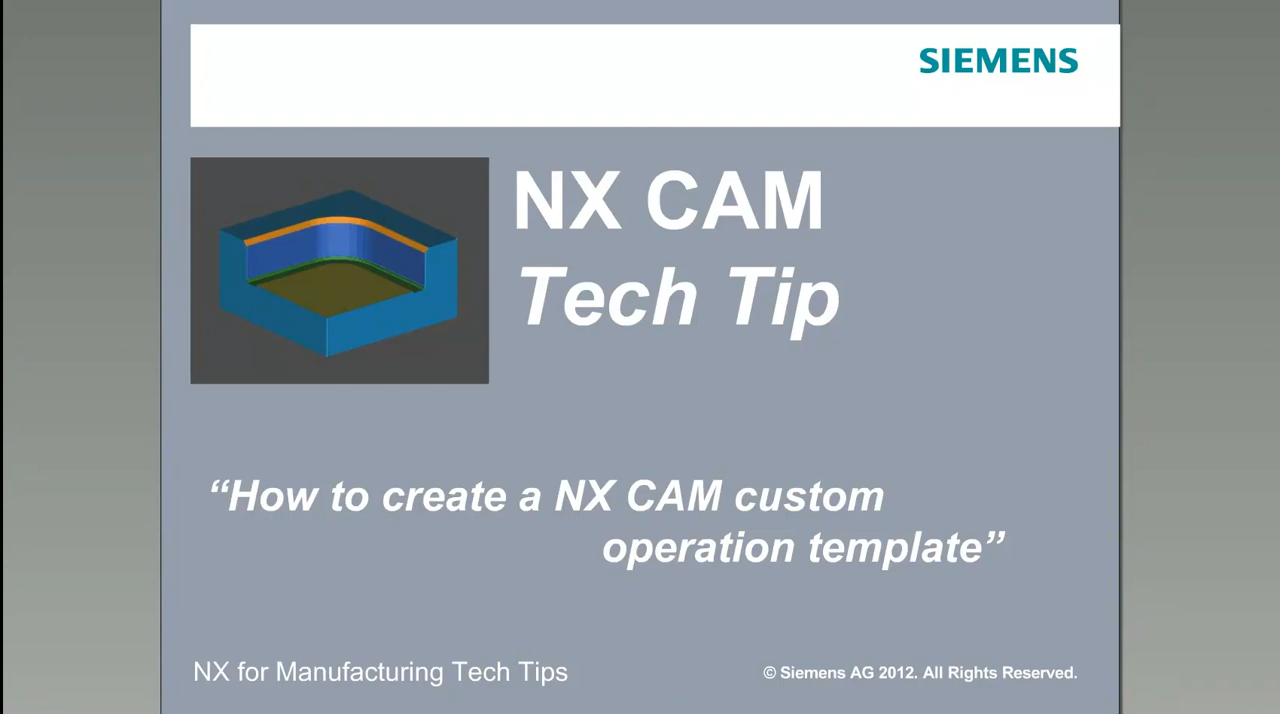 SIEMENS
NX CAM
Tech Tip
“How to create a NX CAM custom
operation template”
NX for Manufacturing Tech Tips
© Siemens AG 2012. All Rights Reserved.